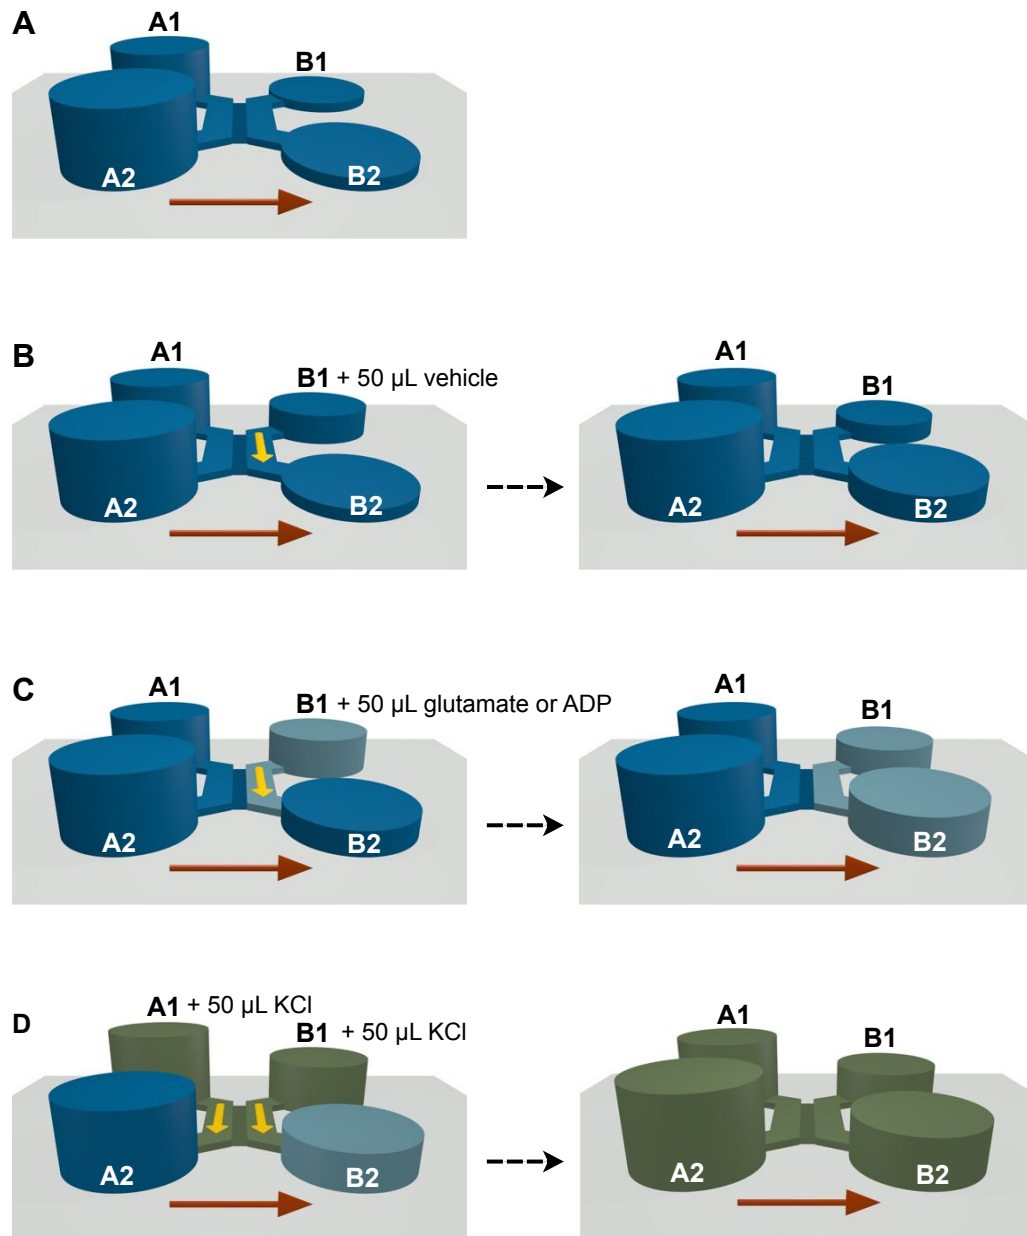 A
A1
B1
A2
B2
B
A1
B1 + 50 µL vehicle
A2
B2
A1
B1
A2
B2
C
A1
B1 + 50 µL glutamate or ADP
A2
B2
A1
B1
A2
B2
D
A1 + 50 µL KCl
B1 + 50 µL KCl
A2
B2
A1
B1
A2
B2